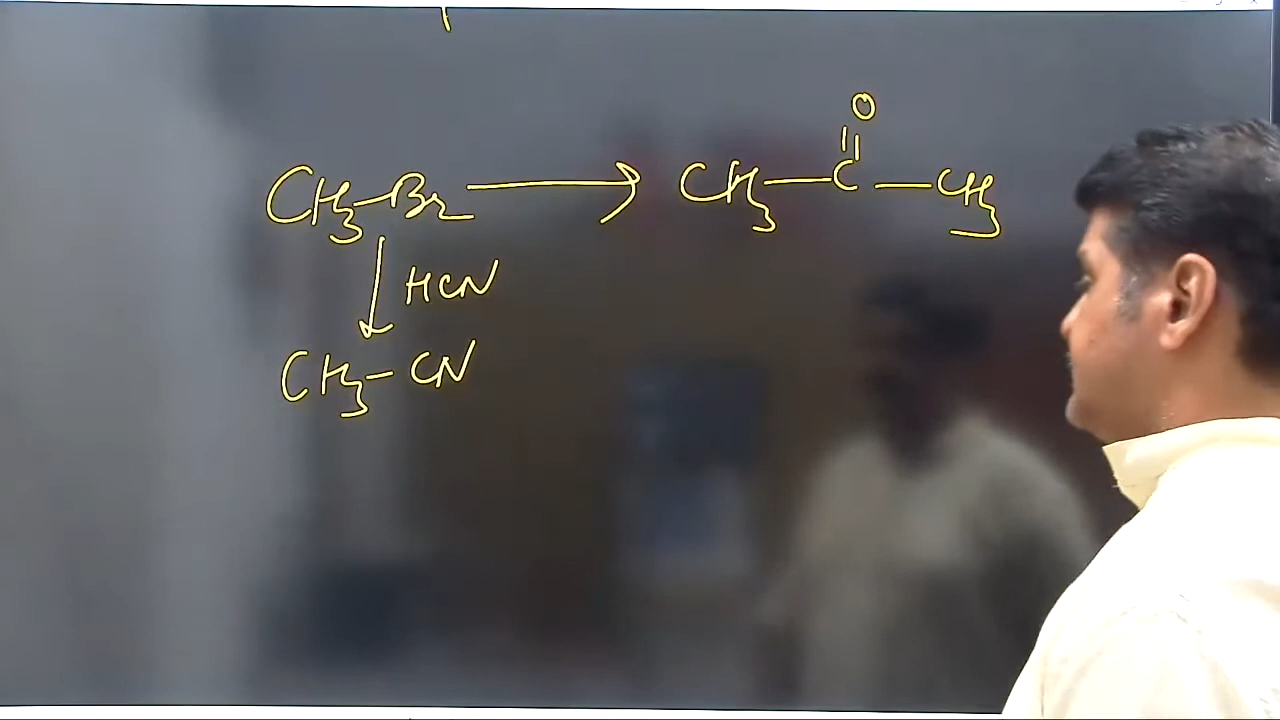 O
||
CH3—Br ⟶ CH3—C—CH3
↓ HCN
CH3—CN